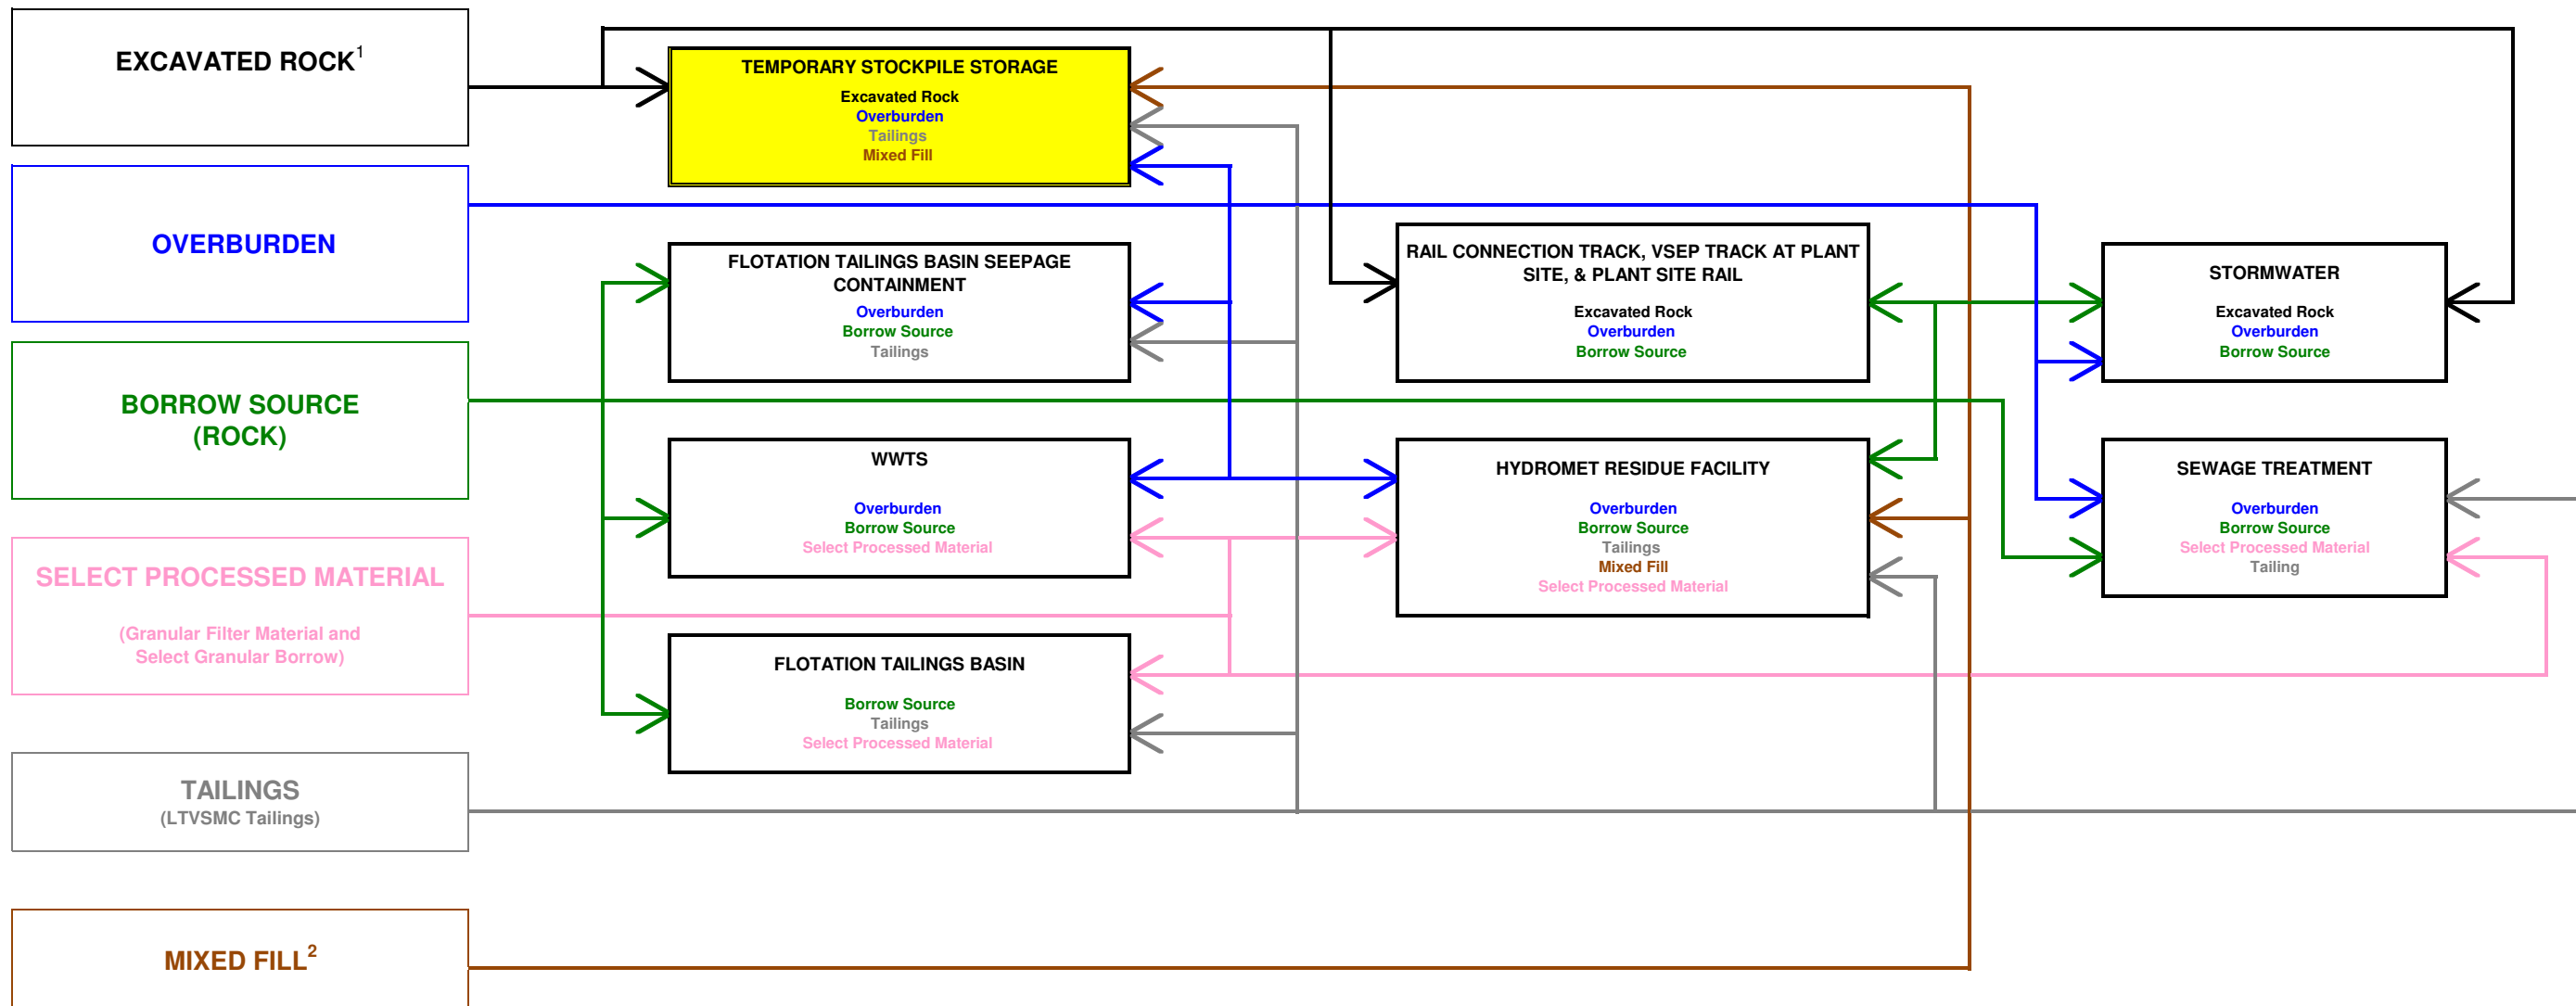 EXCAVATED ROCK¹
OVERBURDEN
BORROW SOURCE
(ROCK)
SELECT PROCESSED MATERIAL
(Granular Filter Material and
Select Granular Borrow)
TAILINGS
(LTVSMC Tailings)
MIXED FILL²
TEMPORARY STOCKPILE STORAGE
Excavated Rock
Overburden
Tailings
Mixed Fill
FLOTATION TAILINGS BASIN SEEPAGE
CONTAINMENT
Overburden
Borrow Source
Tailings
WWTS
Overburden
Borrow Source
Select Processed Material
FLOTATION TAILINGS BASIN
Borrow Source
Tailings
Select Processed Material
RAIL CONNECTION TRACK, VSEP TRACK AT PLANT
SITE, & PLANT SITE RAIL
Excavated Rock
Overburden
Borrow Source
HYDROMET RESIDUE FACILITY
Overburden
Borrow Source
Tailings
Mixed Fill
Select Processed Material
STORMWATER
Excavated Rock
Overburden
Borrow Source
SEWAGE TREATMENT
Overburden
Borrow Source
Select Processed Material
Tailing